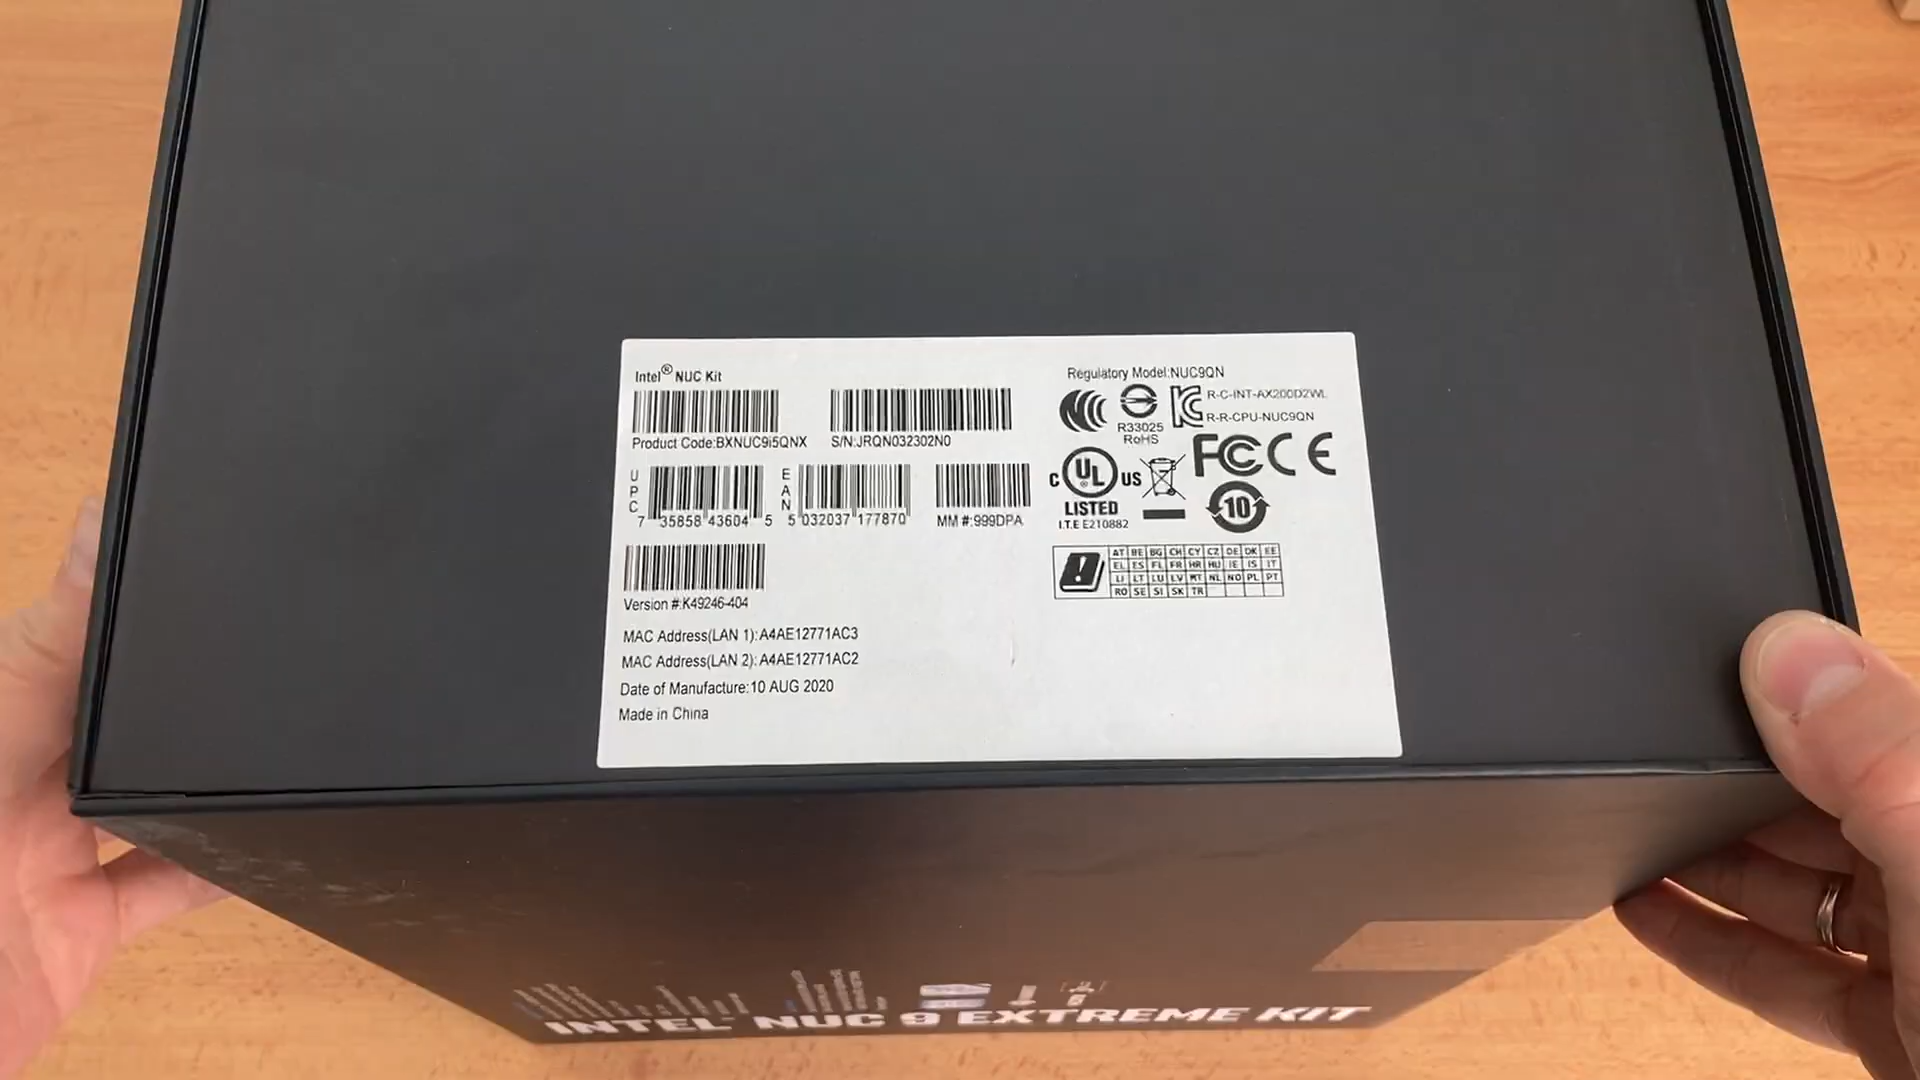 Intel® NUC Kit
Product Code:BXNUC9i5QNX
S/N:JRQN032302N0
UPC
7 35858 43604 5
EAN
5 032037 177870
MM #:999DPA
Version #:K49246-404
MAC Address(LAN 1):A4AE12771AC3
MAC Address(LAN 2):A4AE12771AC2
Date of Manufacture:10 AUG 2020
Made in China
Regulatory Model:NUC9QN
R33025
RoHS
R-C-INT-AX200D2WL
R-R-CPU-NUC9QN
FC CE
C UL ® US
LISTED
I.T.E E210882
10
AT BE BG CH CY CZ DE DK EE
EL ES FL FR HR HU IE IS IT
LI LT LU LV MT NL NO PL PT
RO SE SI SK TR
INTEL NUC 9 EXTREME KIT